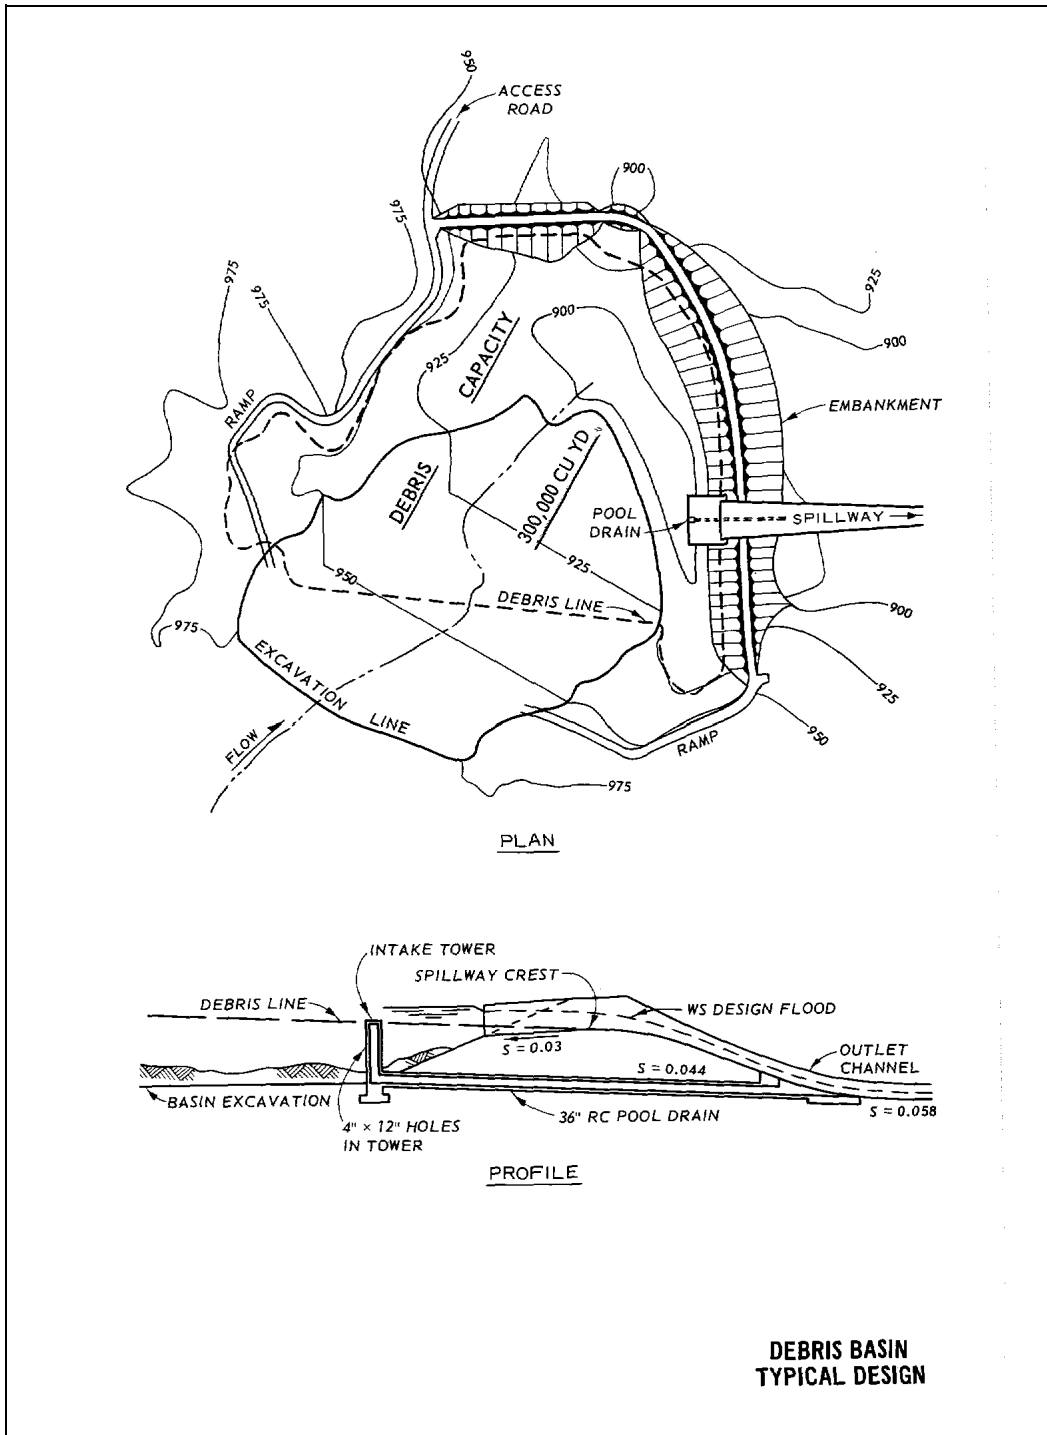 950
ACCESS
ROAD
900
975
975
975
925
900
925
CAPACITY
900
RAMP
EMBANKMENT
DEBRIS
300,000 CU YD
POOL
DRAIN
SPILLWAY
925
950
DEBRIS LINE
900
975
EXCAVATION LINE
925
950
FLOW
RAMP
975
PLAN
INTAKE TOWER
SPILLWAY CREST
DEBRIS LINE
WS DESIGN FLOOD
S = 0.03
OUTLET
CHANNEL
S = 0.044
BASIN EXCAVATION
36" RC POOL DRAIN
S = 0.058
4" × 12" HOLES
IN TOWER
PROFILE
DEBRIS BASIN
TYPICAL DESIGN